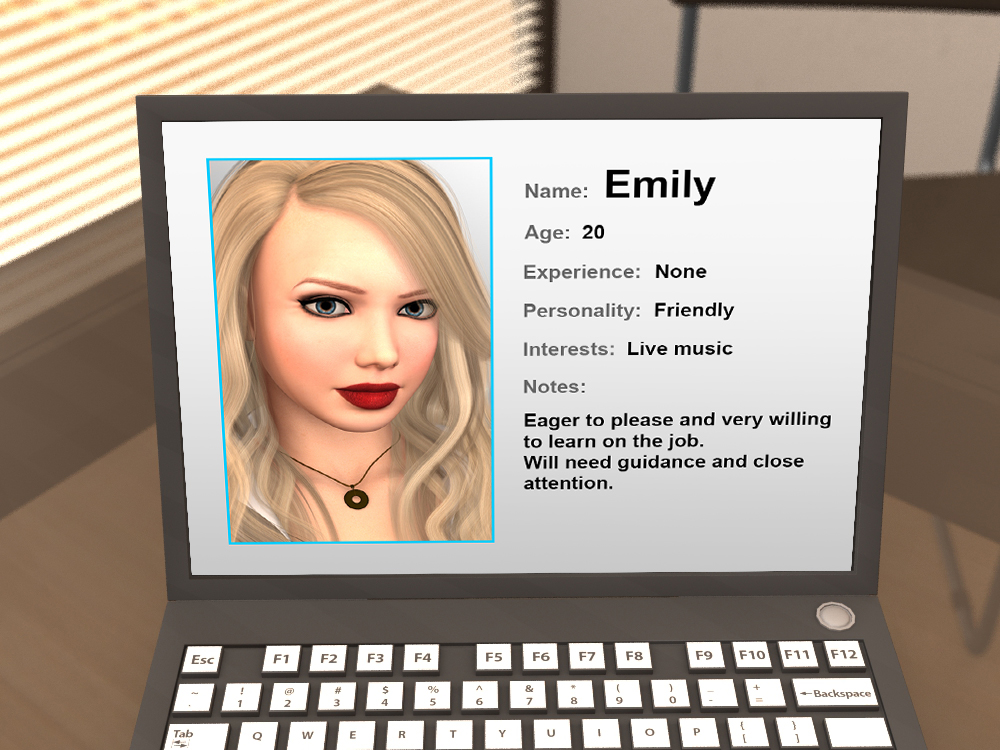 Name: Emily
Age: 20
Experience: None
Personality: Friendly
Interests: Live music
Notes:
Eager to please and very willing
to learn on the job.
Will need guidance and close
attention.
Esc F1 F2 F3 F4 F5 F6 F7 F8 F9 F10 F11 F12
~ ! @ # $ % ^ & * ( ) _ +
. 1 2 3 4 5 6 7 8 9 0 - = ←Backspace
Tab Q W E R T Y U I O P { }
[ ]